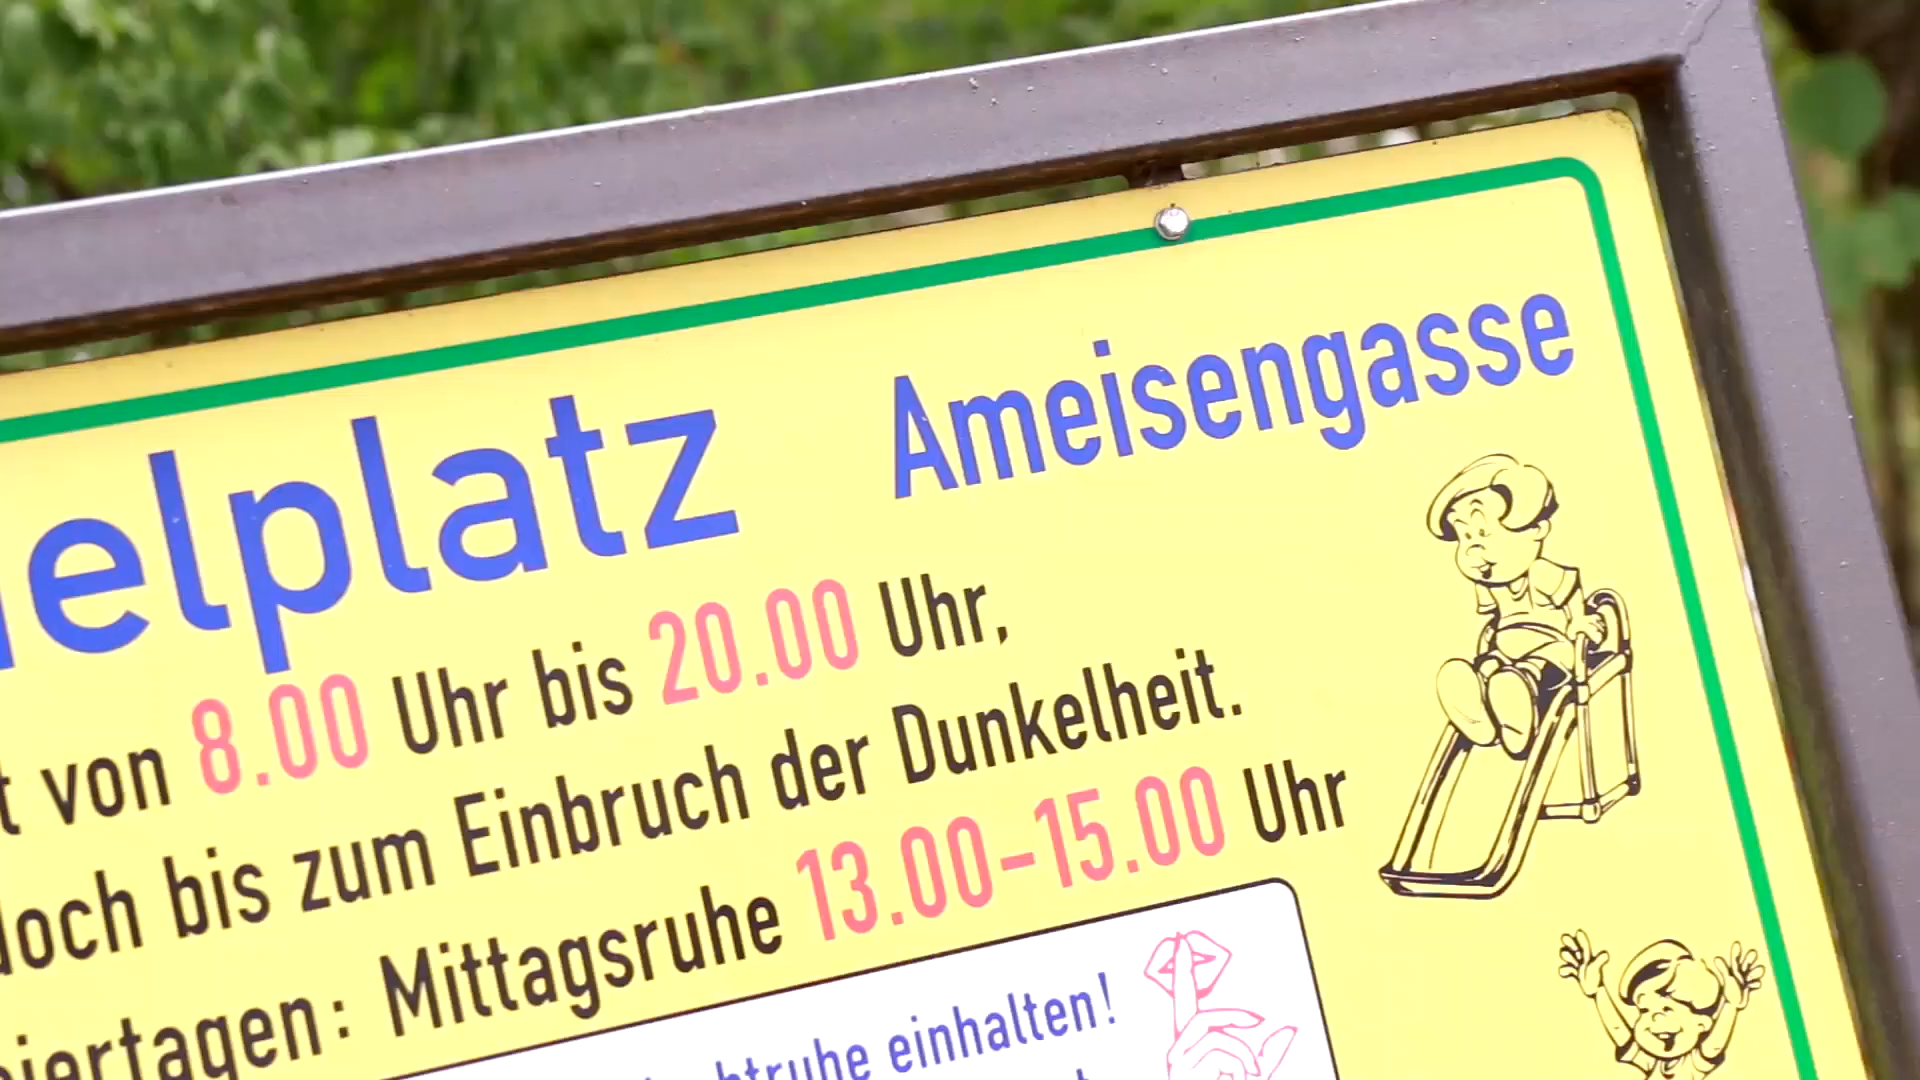 elplatz Ameisengasse
von 8.00 Uhr bis 20.00 Uhr,
doch bis zum Einbruch der Dunkelheit.
eiertagen: Mittagsruhe 13.00-15.00 Uhr
htruhe einhalten!